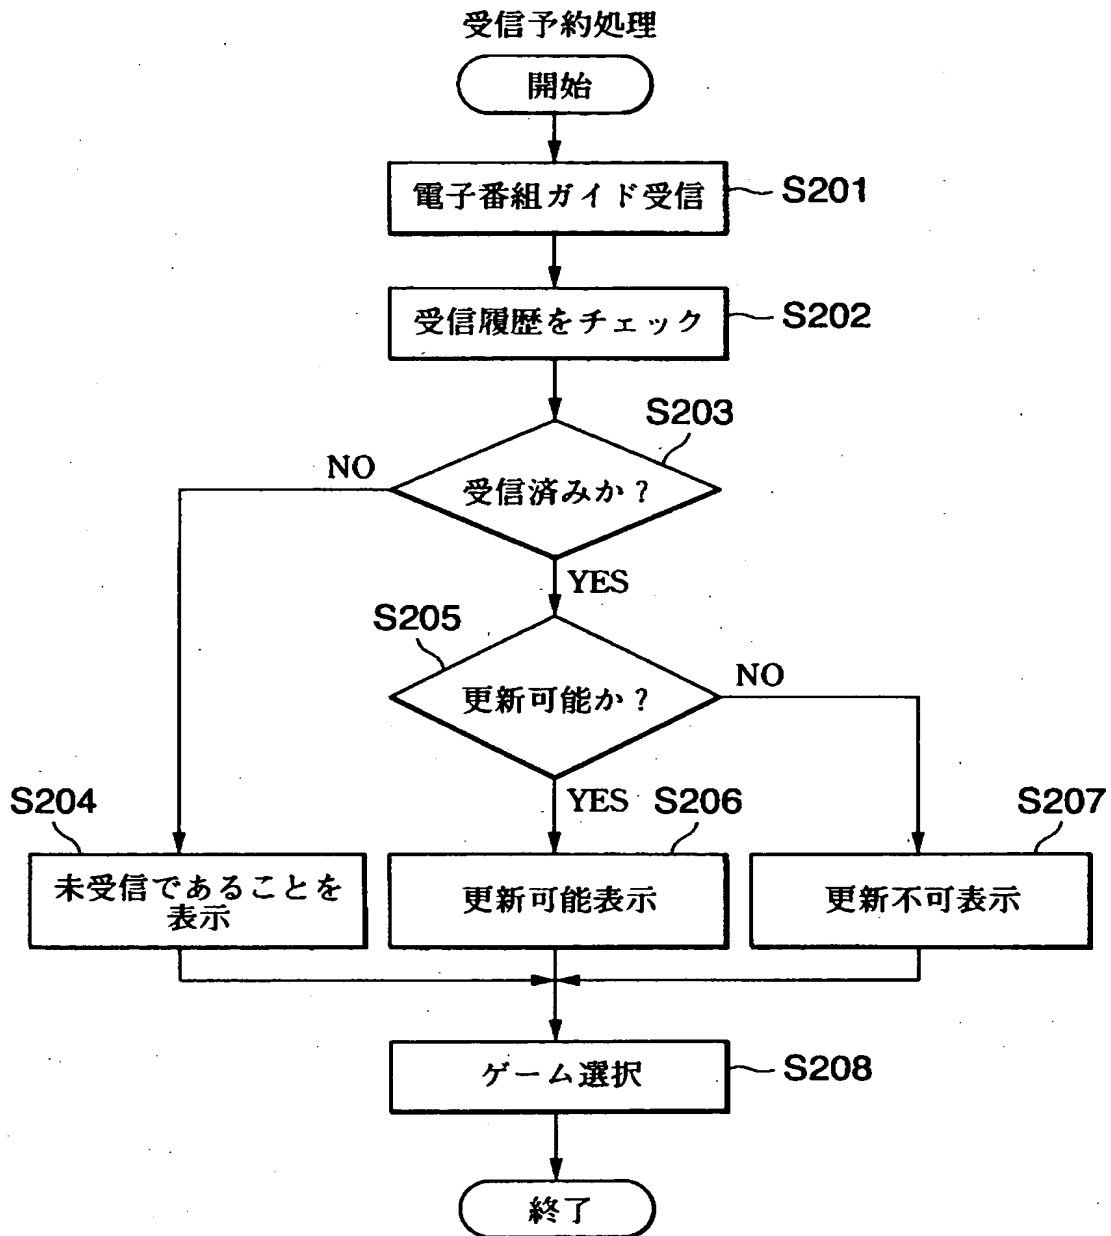 受信予約処理
開始
電子番組ガイド受信
S201
受信履歴をチェック
S202
S203
受信済みか?
NO
YES
S205
更新可能か?
NO
YES
S204
未受信であることを
表示
S206
更新可能表示
S207
更新不可表示
ゲーム選択
S208
終了